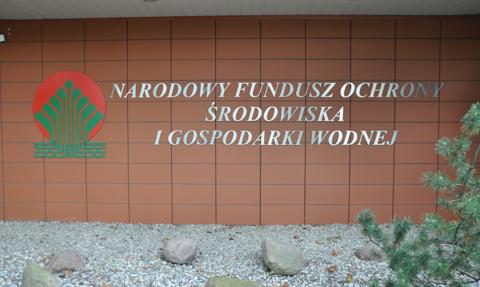 NARODOWY FUNDUSZ OCHRONY
ŚRODOWISKA
I GOSPODARKI WODNEJ